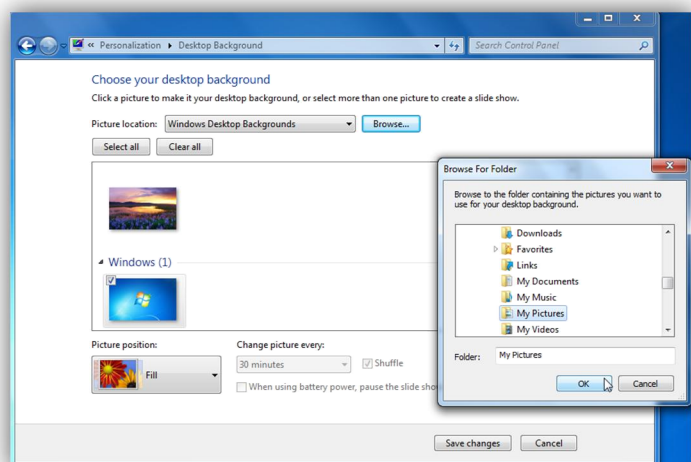 « Personalization ▸ Desktop Background
Search Control Panel
Choose your desktop background
Click a picture to make it your desktop background, or select more than one picture to create a slide show.
Picture location: Windows Desktop Backgrounds Browse...
Select all Clear all
Windows (1)
Picture position: Change picture every:
Fill 30 minutes Shuffle
When using battery power, pause the slide
Save changes Cancel
Browse For Folder
Browse to the folder containing the pictures you want to
use for your desktop background.
Downloads
Favorites
Links
My Documents
My Music
My Pictures
My Videos
Folder: My Pictures
OK Cancel